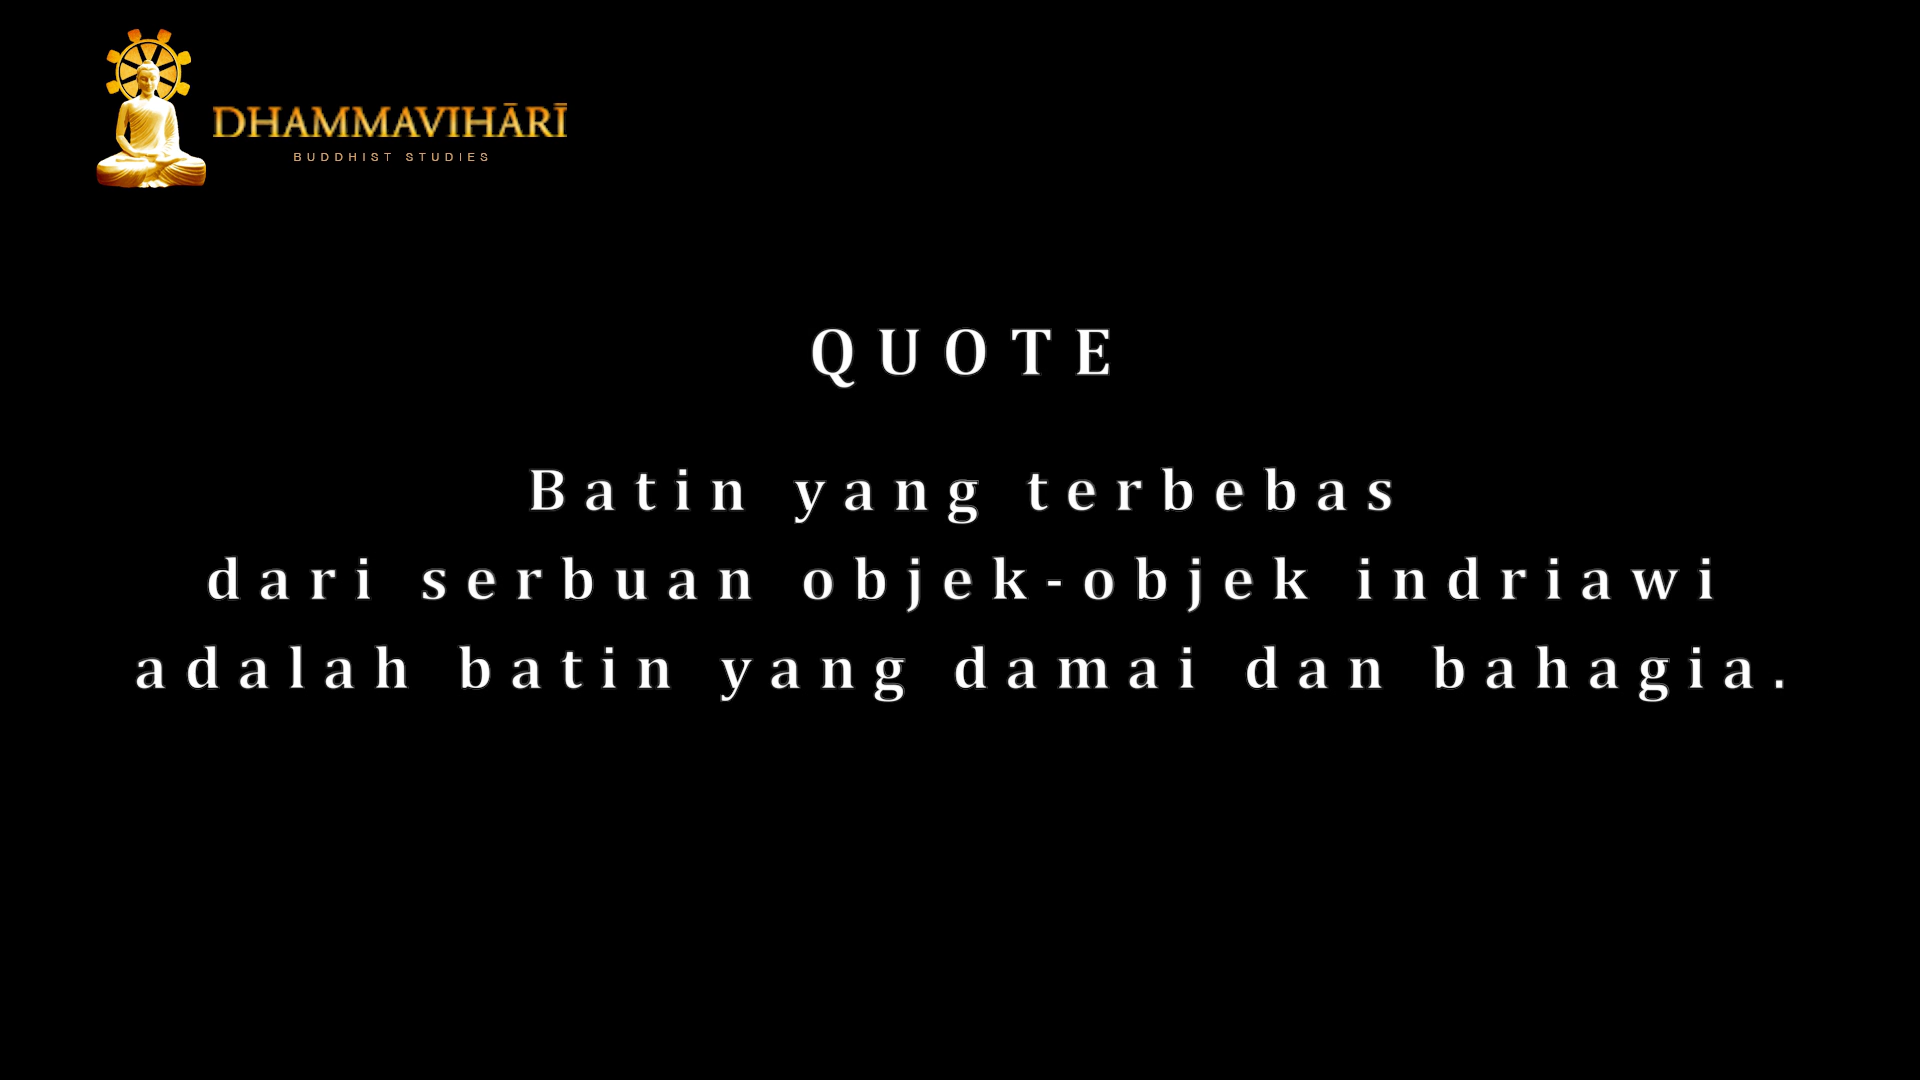 DHAMMAVIHĀRĪ
BUDDHIST STUDIES
QUOTE
Batin yang terbebas
dari serbuan objek-objek indriawi
adalah batin yang damai dan bahagia.